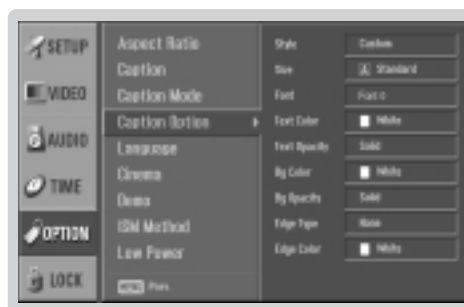 SETUP
VIDEO
AUDIO
TIME
OPTION
LOCK
Aspect Ratio
Caption
Caption Mode
Caption Option
Language
Cinema
Demo
ISM Method
Low Power
Prev.
Style Custom
Size A Standard
Font Font 0
Text Color White
Text Opacity Solid
Bg Color White
Bg Opacity Solid
Edge Type None
Edge Color White